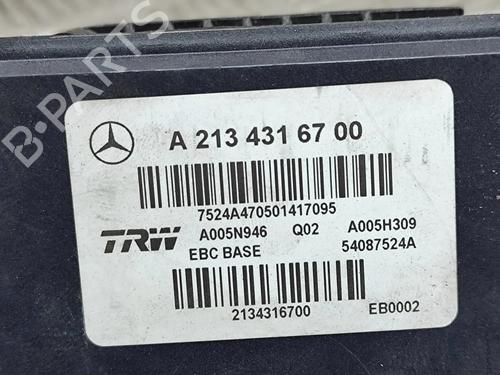 B-PARTS
A 213 431 67 00
7524A470501417095
TRW A005N946 Q02 A005H309
EBC BASE 54087524A
2134316700 EB0002